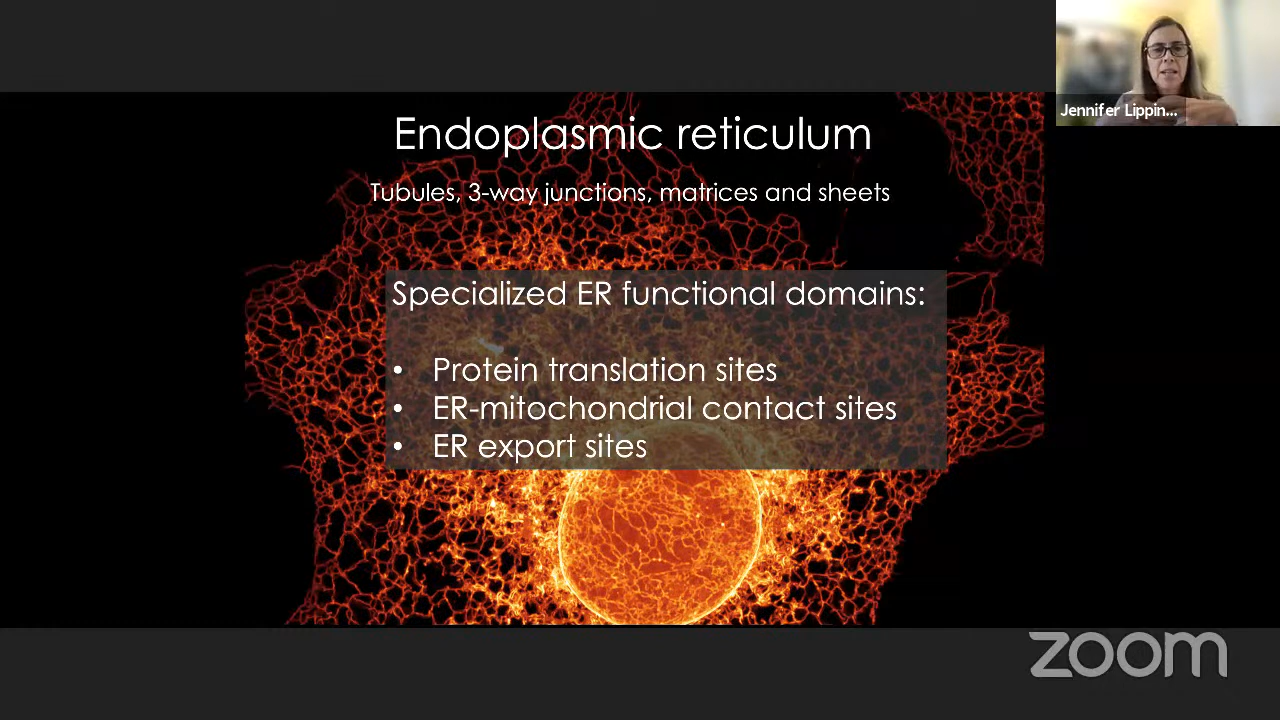 Jennifer Lippin...
Endoplasmic reticulum
Tubules, 3-way junctions, matrices and sheets
Specialized ER functional domains:
• Protein translation sites
• ER-mitochondrial contact sites
• ER export sites
zoom